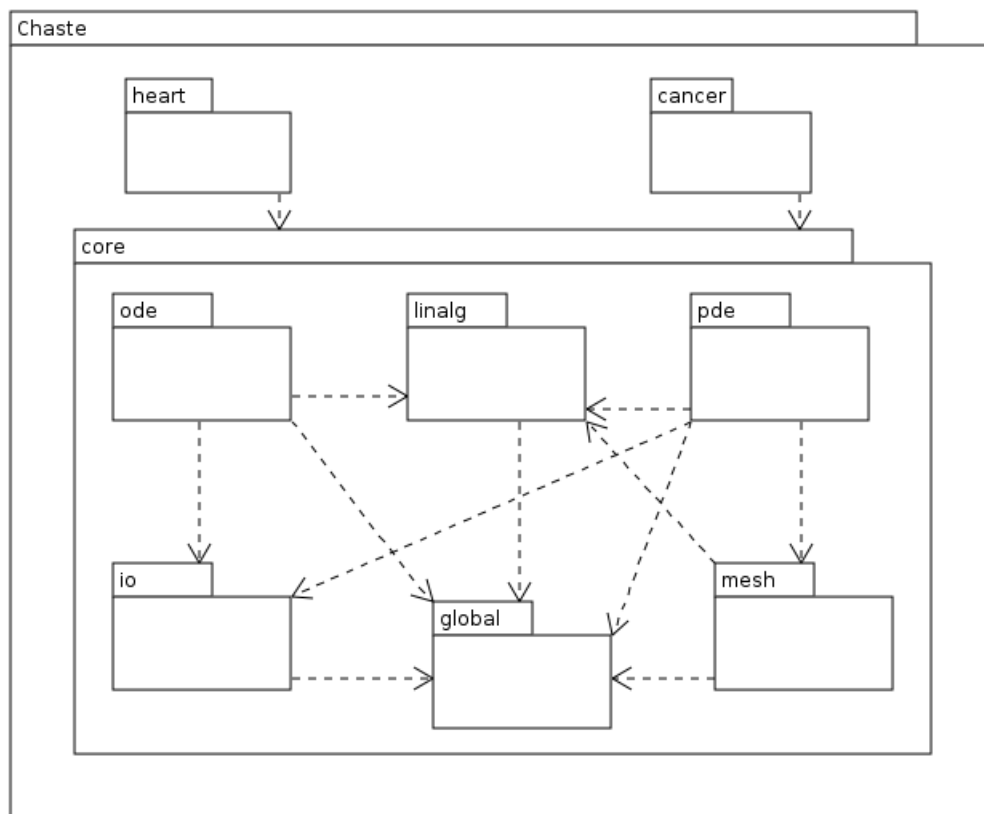 Chaste
heart
cancer
core
ode
linalg
pde
io
global
mesh